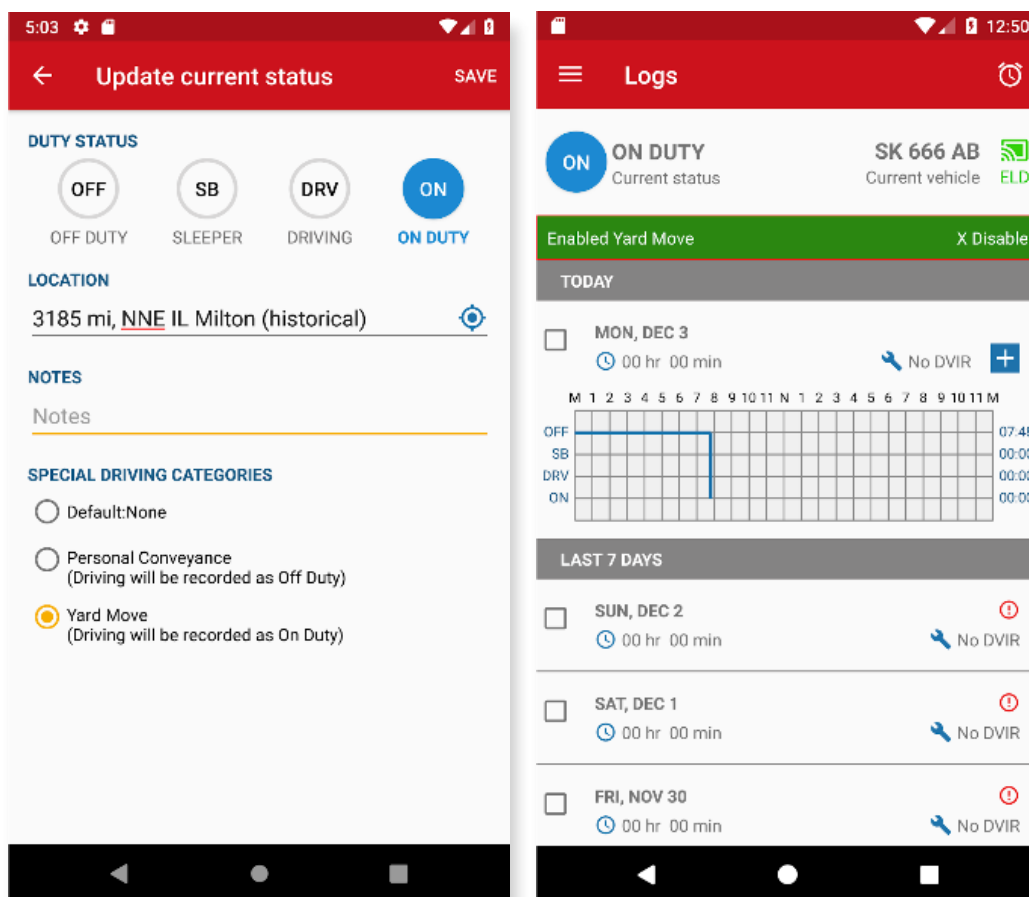 5:03
Update current status
SAVE
DUTY STATUS
OFF SB DRV ON
OFF DUTY SLEEPER DRIVING ON DUTY
LOCATION
3185 mi, NNE IL Milton (historical)
NOTES
Notes
SPECIAL DRIVING CATEGORIES
Default:None
Personal Conveyance
(Driving will be recorded as Off Duty)
Yard Move
(Driving will be recorded as On Duty)
12:50
Logs
ON
ON DUTY
Current status
SK 666 AB
Current vehicle
ELD
Enabled Yard Move X Disable
TODAY
MON, DEC 3
00 hr 00 min No DVIR
M 1 2 3 4 5 6 7 8 9 10 11 N 1 2 3 4 5 6 7 8 9 10 11 M
OFF
SB
DRV
ON
LAST 7 DAYS
SUN, DEC 2
00 hr 00 min No DVIR
SAT, DEC 1
00 hr 00 min No DVIR
FRI, NOV 30
00 hr 00 min No DVIR